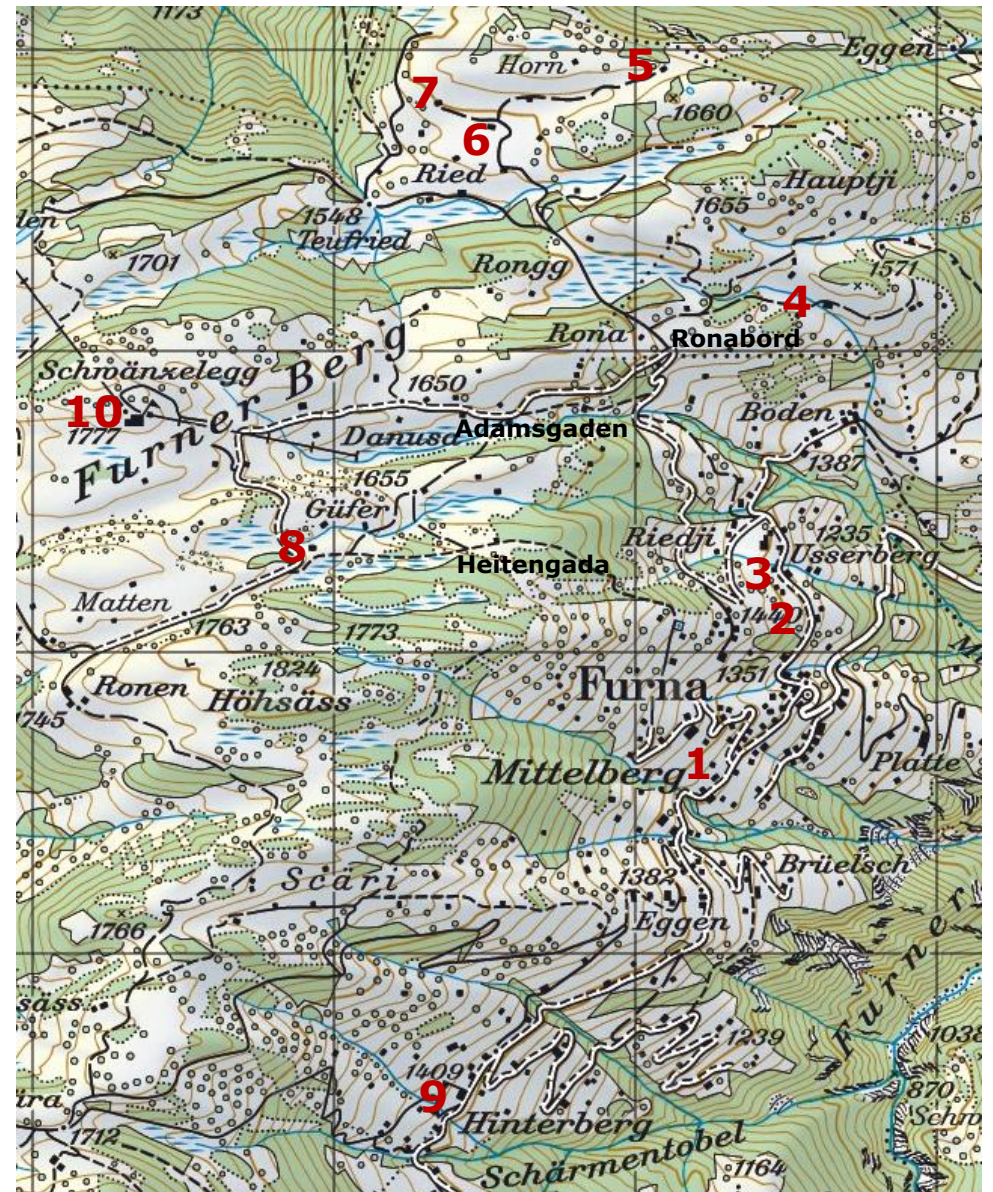 1173
Eggen
Horn
5
7
1660
6
Ried
Hauptji
1655
1548
Teufried
1701
Rongg
1571
4
Rona
Ronabord
Schwänzelegg
Furner Berg
1650
10
1777
Danusa
Adamsgaden
Boden
1387
1655
Güfer
Riedji
1235
Usserberg
8
Heitengada
3
Matten
1763
1773
2
1351
1824
Ronen
Höhsäss
Furna
745
1
Mittelberg
Platte
Scäri
1382
Brüelsch
Eggen
1766
säss
Furner
1239
1038
1409
9
870
ura
Hinterberg
1712
Schärmentobel
1164